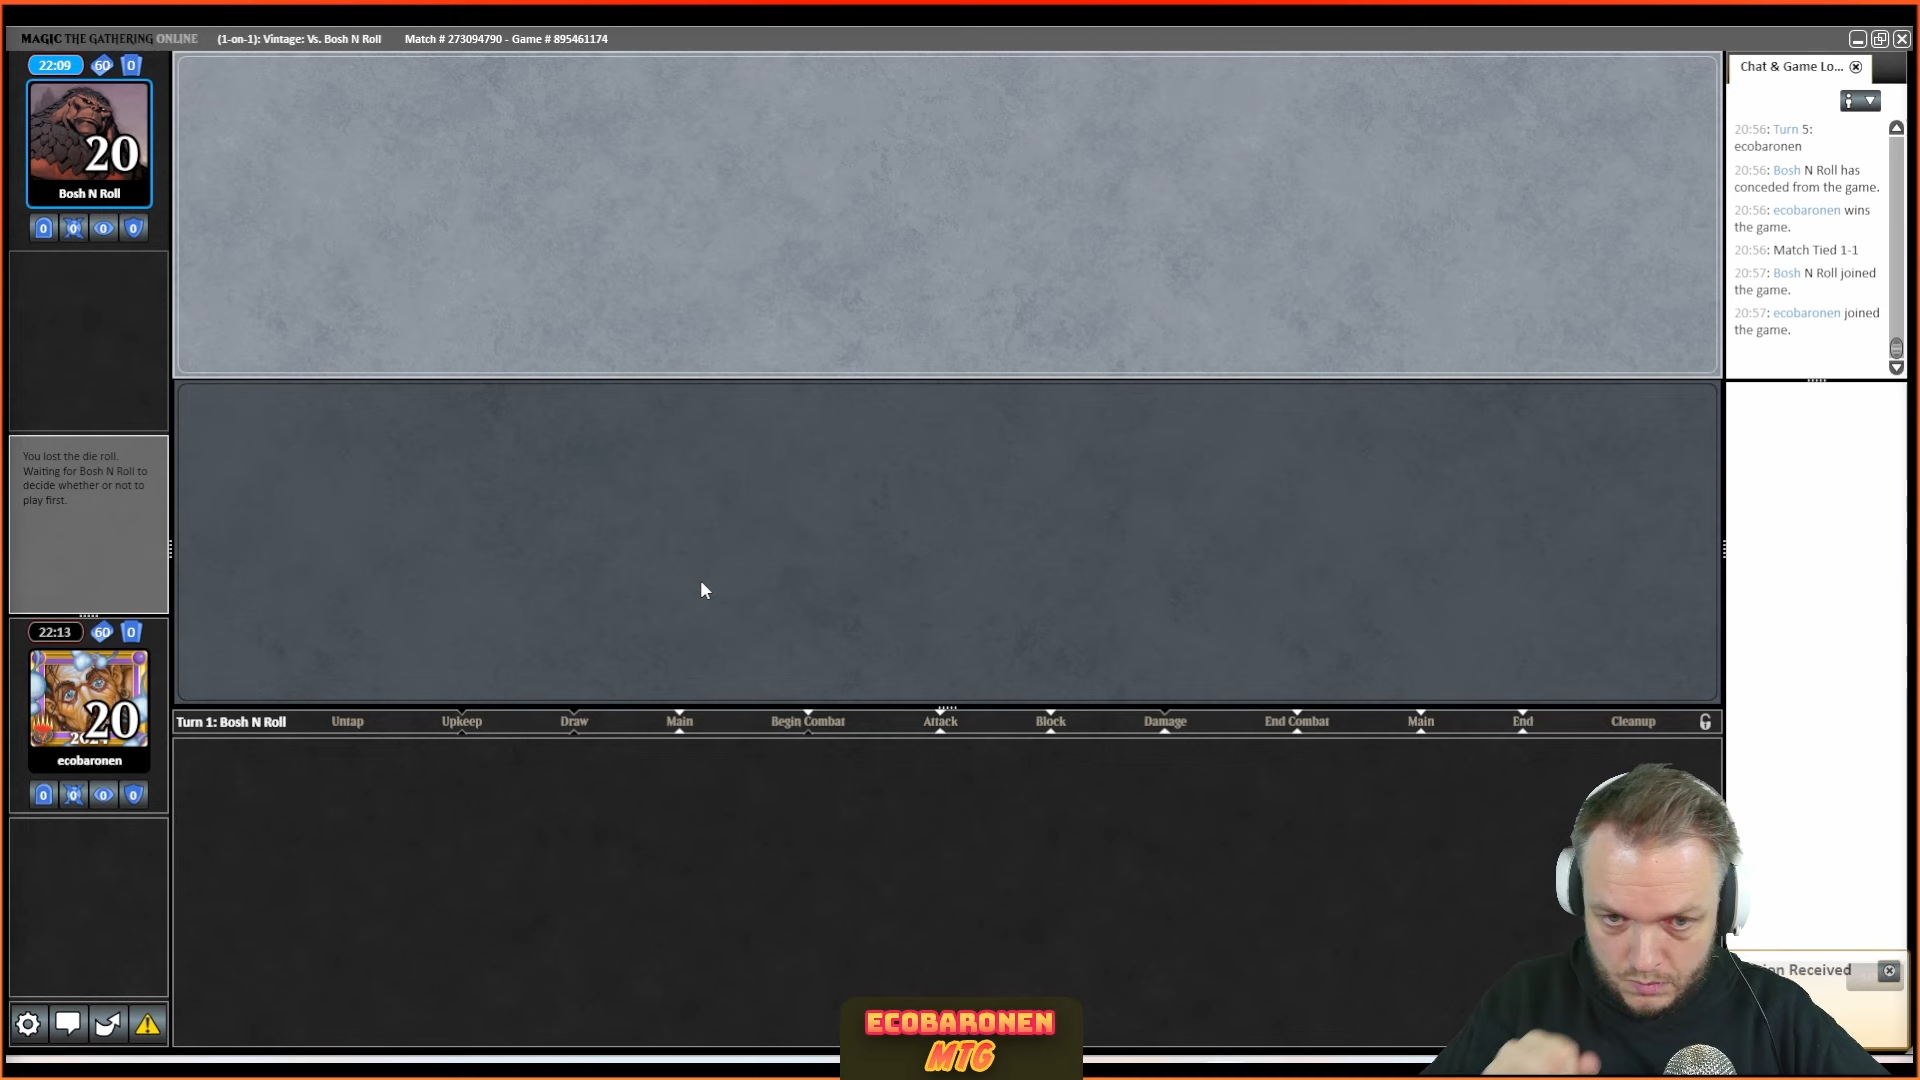 MAGIC THE GATHERING ONLINE (1-on-1): Vintage: Vs. Bosh N Roll Match # 273094790 - Game # 895461174
22:09 60 0
20
Bosh N Roll
0 0 0 0
You lost the die roll.
Waiting for Bosh N Roll to
decide whether or not to
play first.
22:13 60 0
20
ecobaronen
0 0 0 0
Turn 1: Bosh N Roll Untap Upkeep Draw Main Begin Combat Attack Block Damage End Combat Main End Cleanup
Chat & Game Lo...
20:56: Turn 5:
ecobaronen
20:56: Bosh N Roll has
conceded from the game.
20:56: ecobaronen wins
the game.
20:56: Match Tied 1-1
20:57: Bosh N Roll joined
the game.
20:57: ecobaronen joined
the game.
Received
ECOBARONEN
MTG